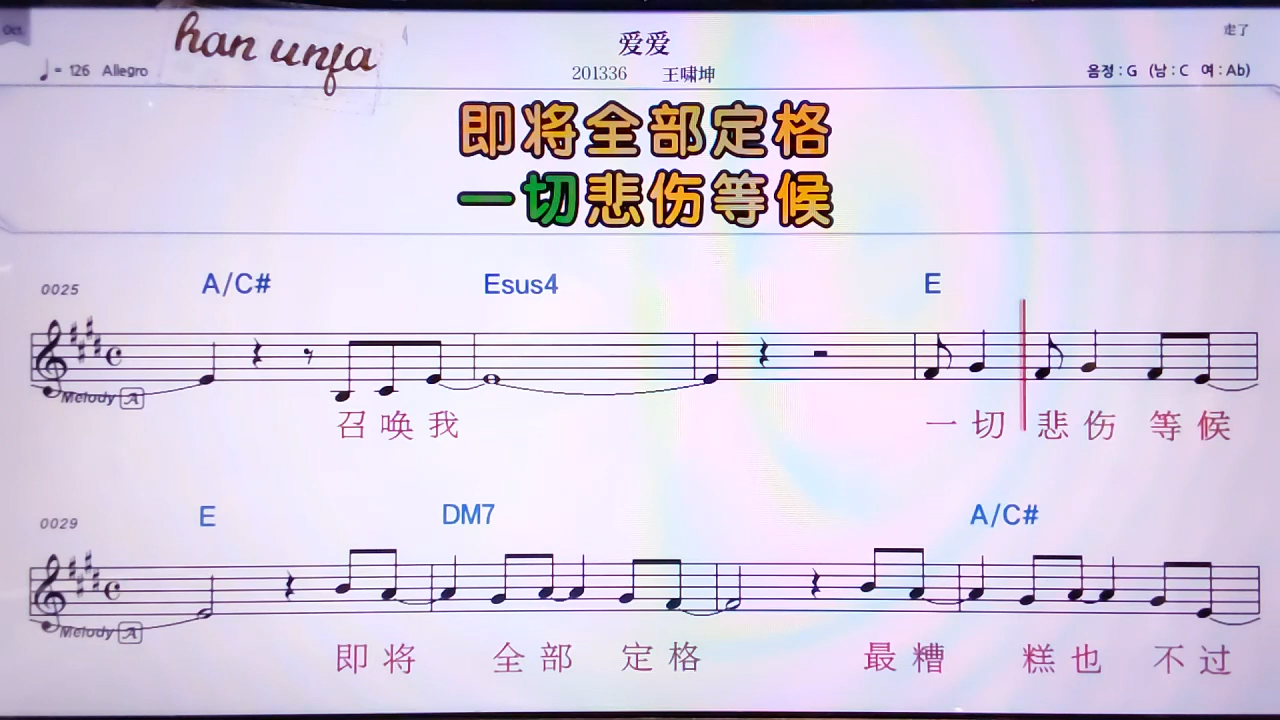 Oct.
han unfa
爱爱
走了
♩= 126 Allegro
201336 王啸坤
음정 : G (남 : C 여 : Ab)
即将全部定格
一切悲伤等候
0025
A/C# Esus4 E
Melody A
召唤我 一切悲伤 等候
0029
E DM7 A/C#
Melody A
即将 全部 定格 最糟 糕也 不过